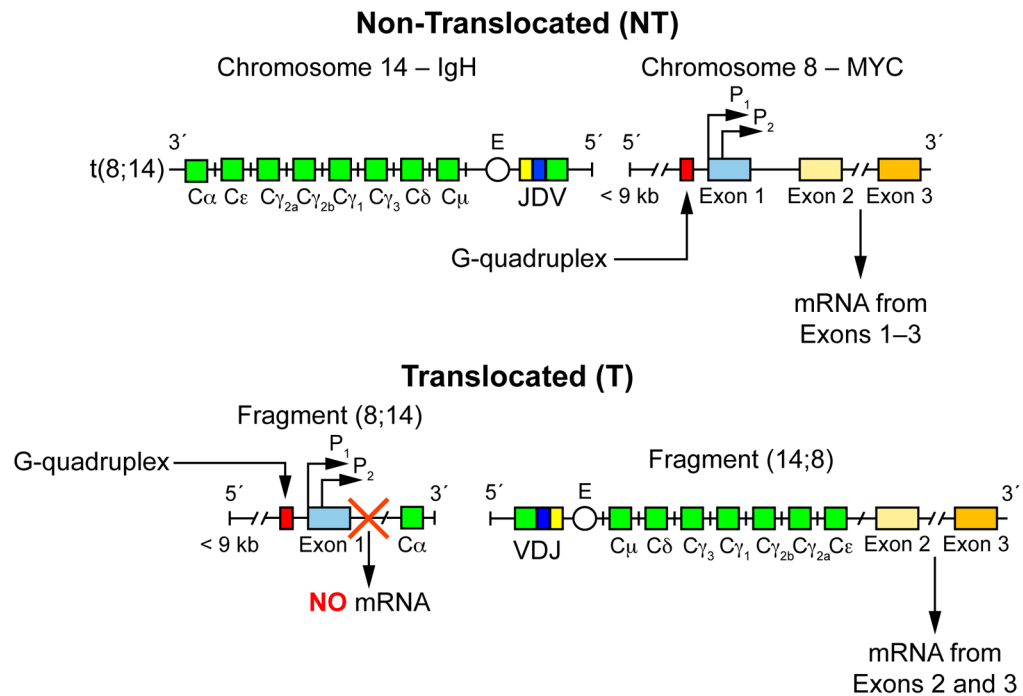 Non-Translocated (NT)
Chromosome 14 – IgH
Chromosome 8 – MYC
P1
P2
3´
E
5´
5´
3´
t(8;14)
Cα Cε Cγ2a Cγ2b Cγ1 Cγ3 Cδ Cμ
JDV
< 9 kb
Exon 1
Exon 2
Exon 3
G-quadruplex
mRNA from
Exons 1–3
Translocated (T)
Fragment (8;14)
P1
P2
G-quadruplex
Fragment (14;8)
5´
3´
5´
E
3´
< 9 kb
Exon 1
Cα
VDJ
Cμ Cδ Cγ3 Cγ1 Cγ2b Cγ2a Cε
Exon 2
Exon 3
NO mRNA
mRNA from
Exons 2 and 3